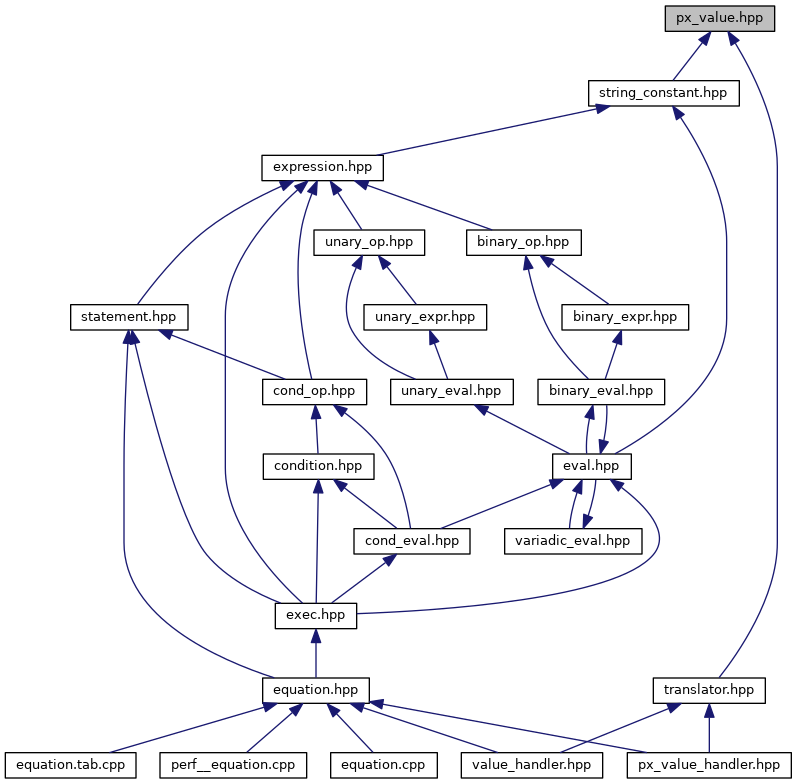 px_value.hpp
string_constant.hpp
expression.hpp
unary_op.hpp
binary_op.hpp
statement.hpp
unary_expr.hpp
binary_expr.hpp
cond_op.hpp
unary_eval.hpp
binary_eval.hpp
condition.hpp
eval.hpp
cond_eval.hpp
variadic_eval.hpp
exec.hpp
equation.hpp
translator.hpp
equation.tab.cpp
perf__equation.cpp
equation.cpp
value_handler.hpp
px_value_handler.hpp